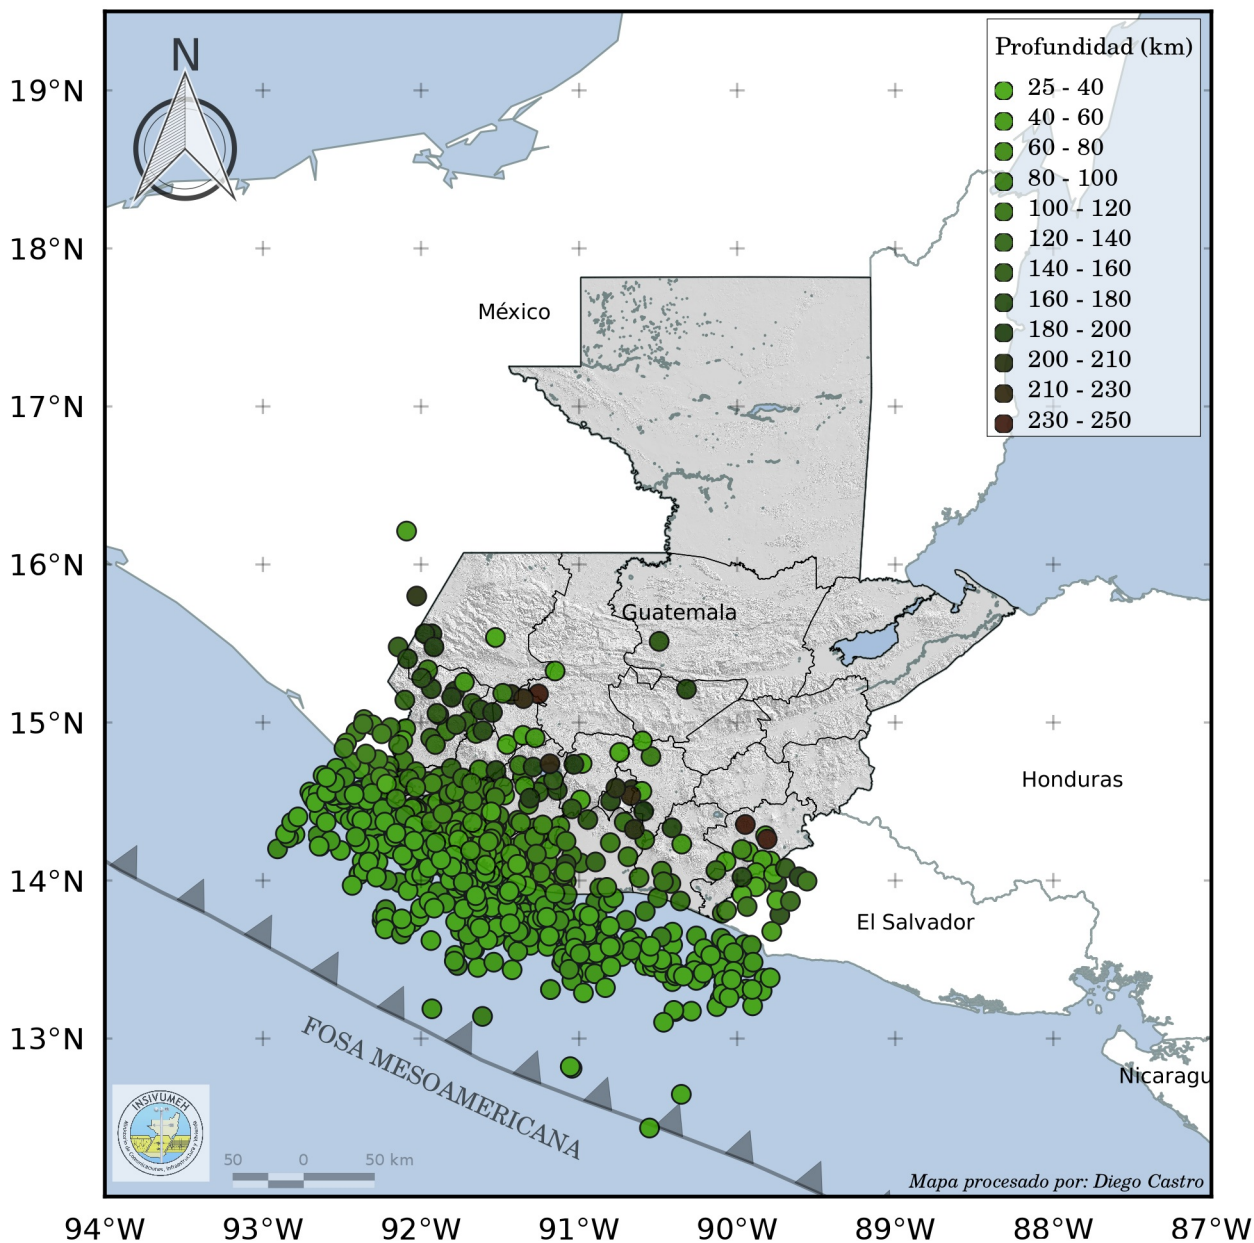 N
Profundidad (km)
25 - 40
40 - 60
60 - 80
80 - 100
100 - 120
120 - 140
140 - 160
160 - 180
180 - 200
200 - 210
210 - 230
230 - 250
19°N
18°N
17°N
16°N
15°N
14°N
13°N
México
Guatemala
Honduras
El Salvador
Nicaragu
FOSA MESOAMERICANA
INSIVUMEH
50 0 50 km
Mapa procesado por: Diego Castro
94°W 93°W 92°W 91°W 90°W 89°W 88°W 87°W